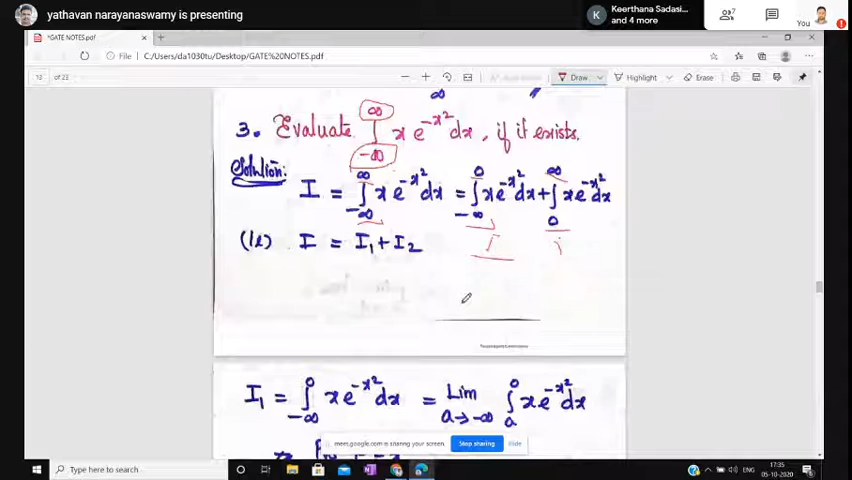 yathavan narayanaswamy is presenting
Keerthana Sadasi...
and 4 more
7
You
*GATE NOTES.pdf
File
C:/Users/da1030tu/Desktop/GATE%20NOTES.pdf
12 of 23
Draw
Highlight
Erase
∞
3. Evaluate ∫_{-∞}^{∞} x e^{-x²} dx, if it exists.
Solution:
I = ∫_{-∞}^{∞} x e^{-x²} dx = ∫_{-∞}^{0} x e^{-x²} dx + ∫_{0}^{∞} x e^{-x²} dx
(ie) I = I₁ + I₂
I₁ = ∫_{-∞}^{0} x e^{-x²} dx = Lim_{a→-∞} ∫_{a}^{0} x e^{-x²} dx
meet.google.com is sharing your screen.
Stop sharing
Hide
Type here to search
17:35
05-10-2020